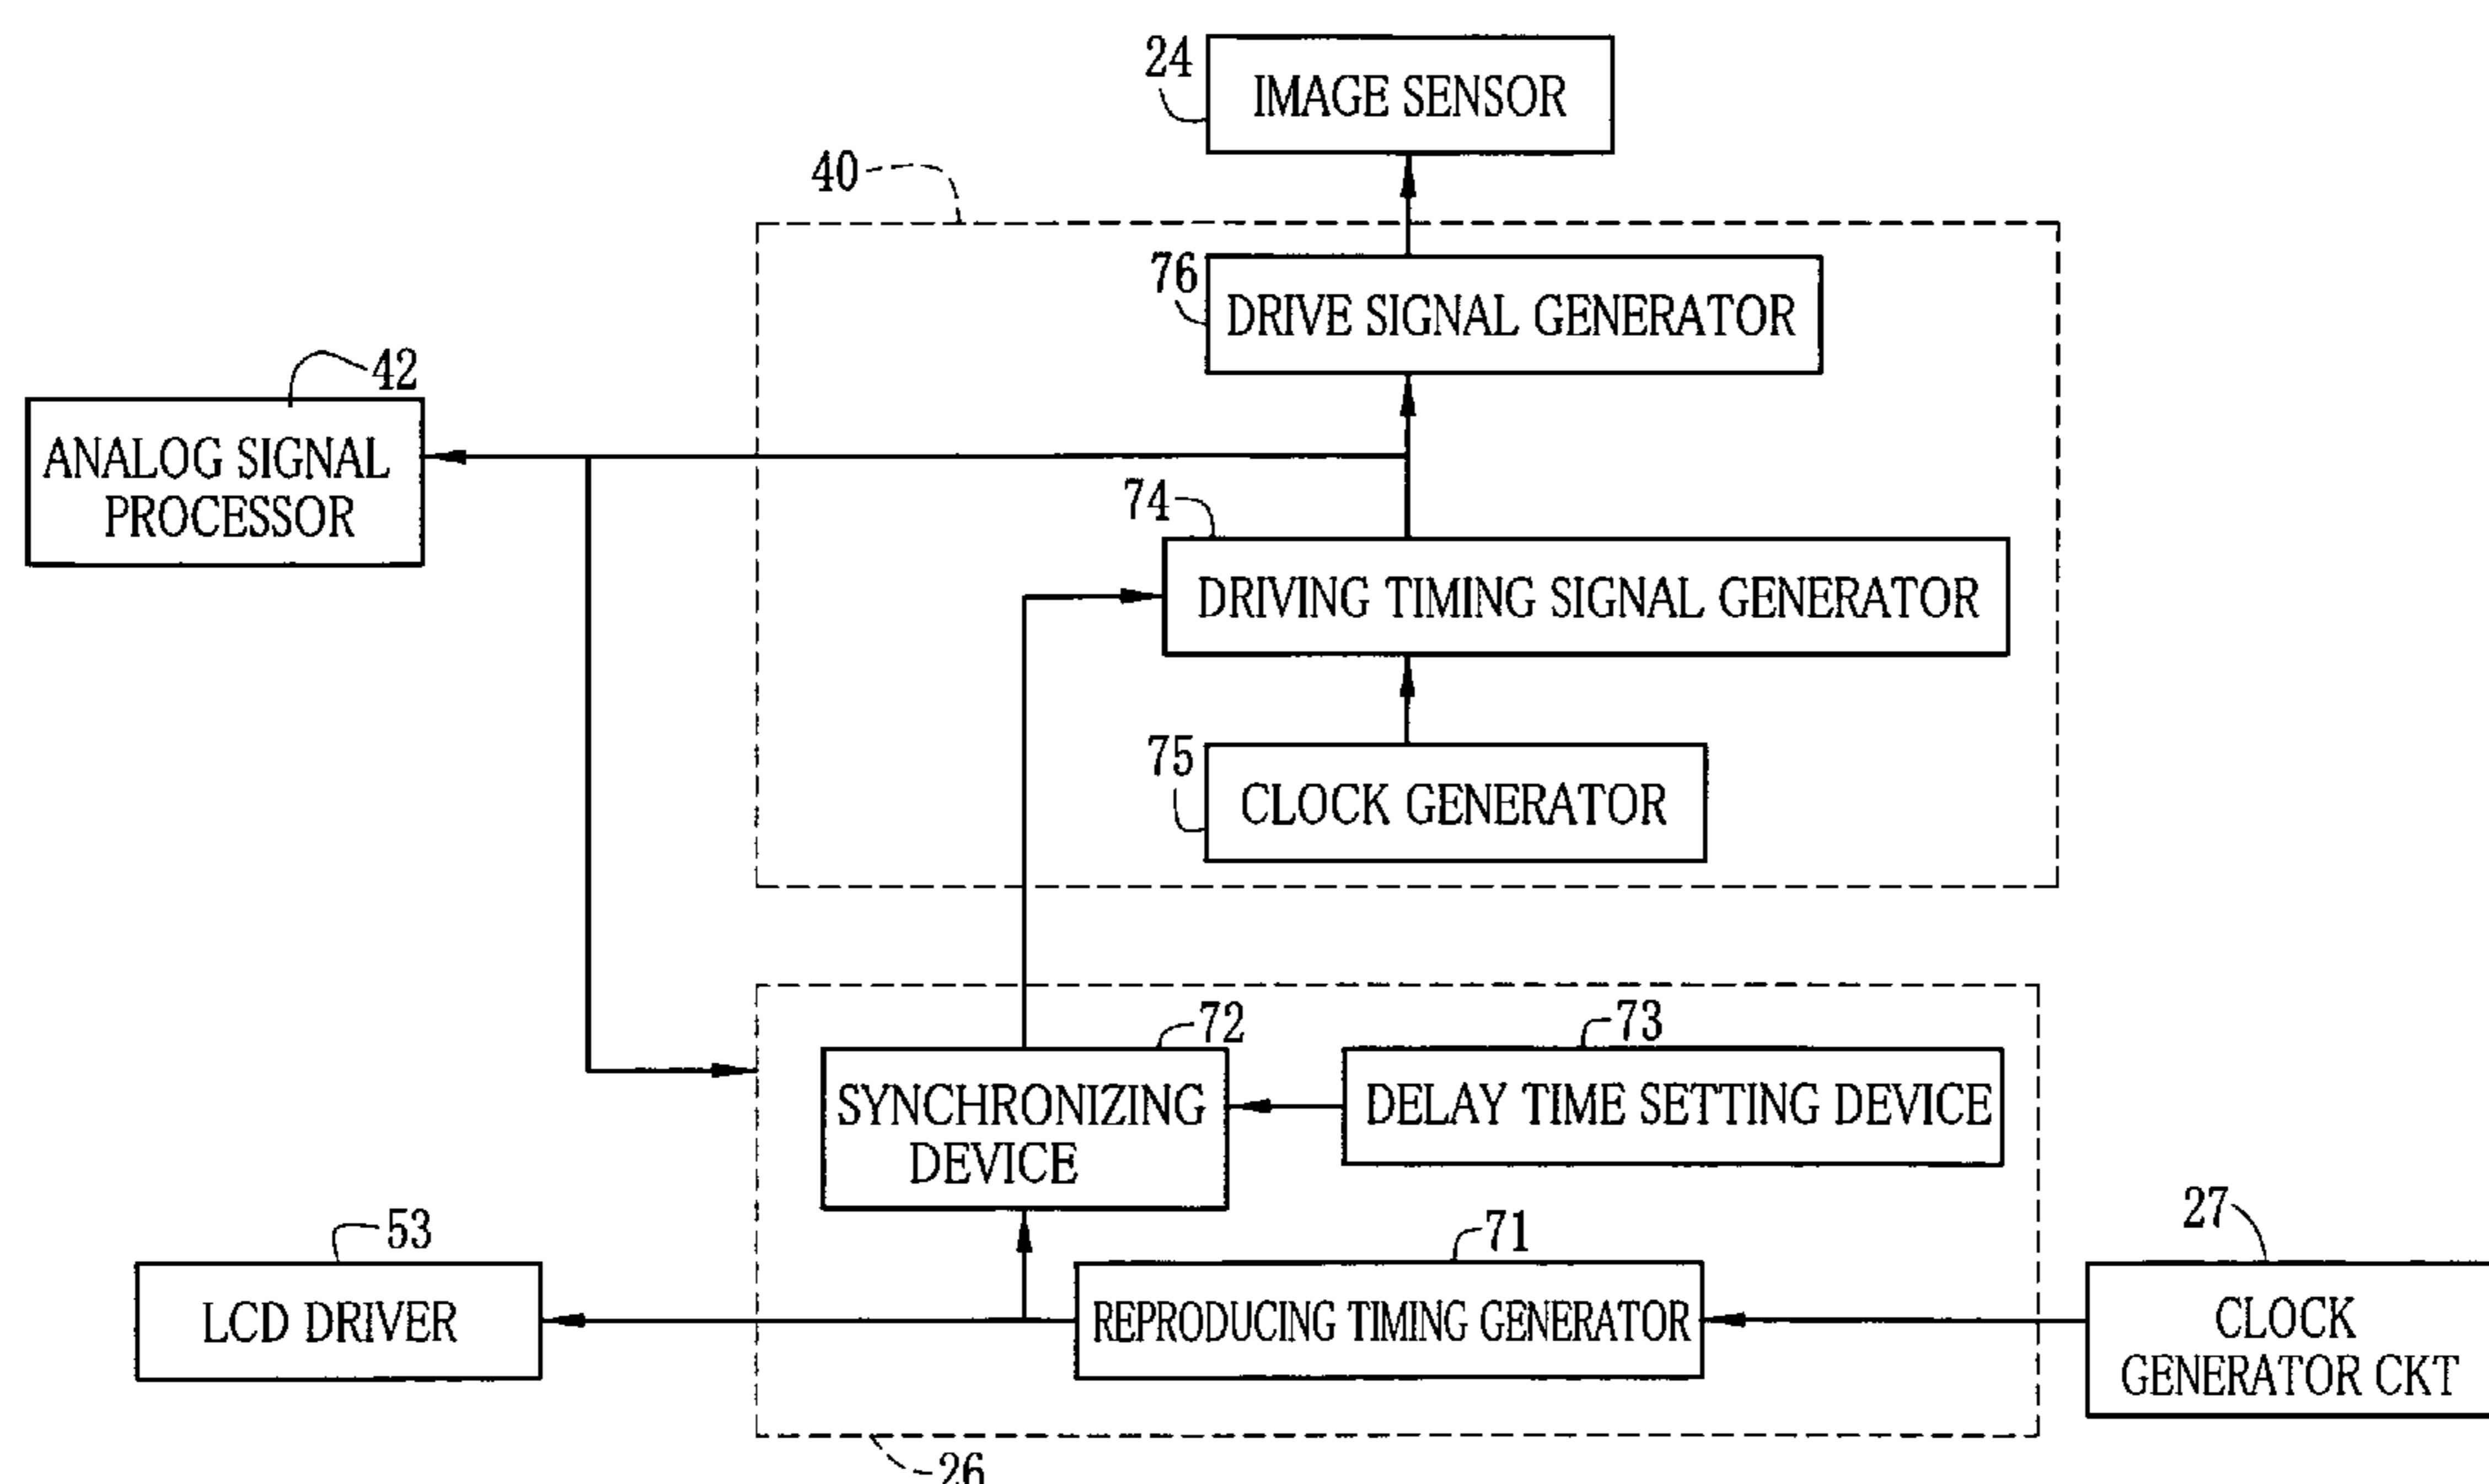 24
IMAGE SENSOR
40
76
DRIVE SIGNAL GENERATOR
42
ANALOG SIGNAL
PROCESSOR
74
DRIVING TIMING SIGNAL GENERATOR
75
CLOCK GENERATOR
72
SYNCHRONIZING
DEVICE
73
DELAY TIME SETTING DEVICE
53
LCD DRIVER
71
REPRODUCING TIMING GENERATOR
27
CLOCK
GENERATOR CKT
26